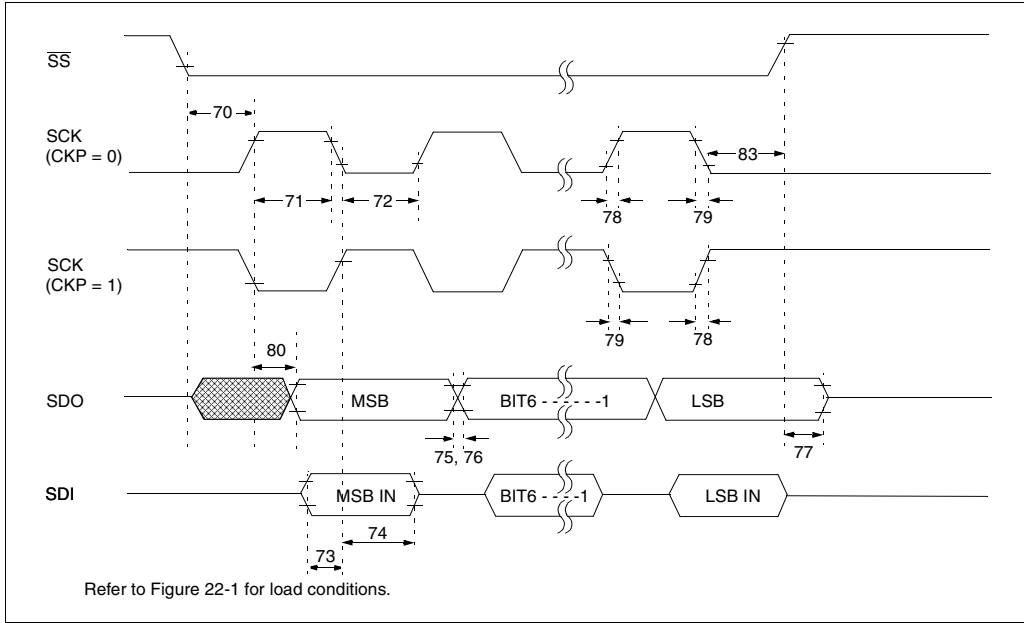 SS
70
SCK
(CKP = 0)
83
71
72
78
79
SCK
(CKP = 1)
79
78
80
SDO
MSB
BIT6 - - - - - -1
LSB
75, 76
77
SDI
MSB IN
BIT6 - - - -1
LSB IN
74
73
Refer to Figure 22-1 for load conditions.